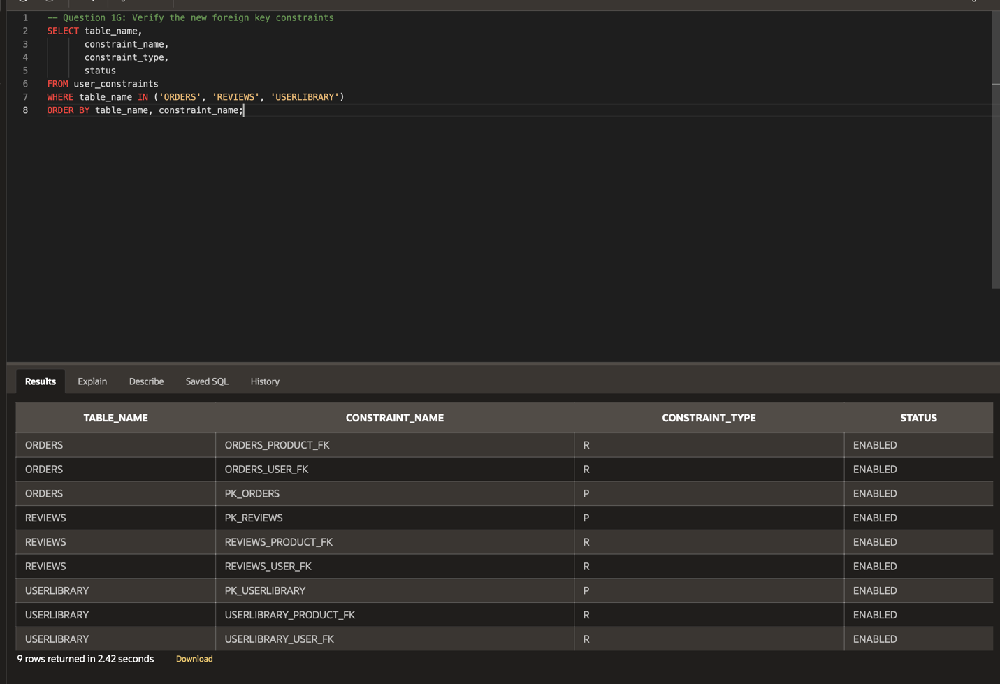 1 -- Question 1G: Verify the new foreign key constraints
2 SELECT table_name,
3 constraint_name,
4 constraint_type,
5 status
6 FROM user_constraints
7 WHERE table_name IN ('ORDERS', 'REVIEWS', 'USERLIBRARY')
8 ORDER BY table_name, constraint_name;
Results Explain Describe Saved SQL History
TABLE_NAME CONSTRAINT_NAME CONSTRAINT_TYPE STATUS
ORDERS ORDERS_PRODUCT_FK R ENABLED
ORDERS ORDERS_USER_FK R ENABLED
ORDERS PK_ORDERS P ENABLED
REVIEWS PK_REVIEWS P ENABLED
REVIEWS REVIEWS_PRODUCT_FK R ENABLED
REVIEWS REVIEWS_USER_FK R ENABLED
USERLIBRARY PK_USERLIBRARY P ENABLED
USERLIBRARY USERLIBRARY_PRODUCT_FK R ENABLED
USERLIBRARY USERLIBRARY_USER_FK R ENABLED
9 rows returned in 2.42 seconds Download